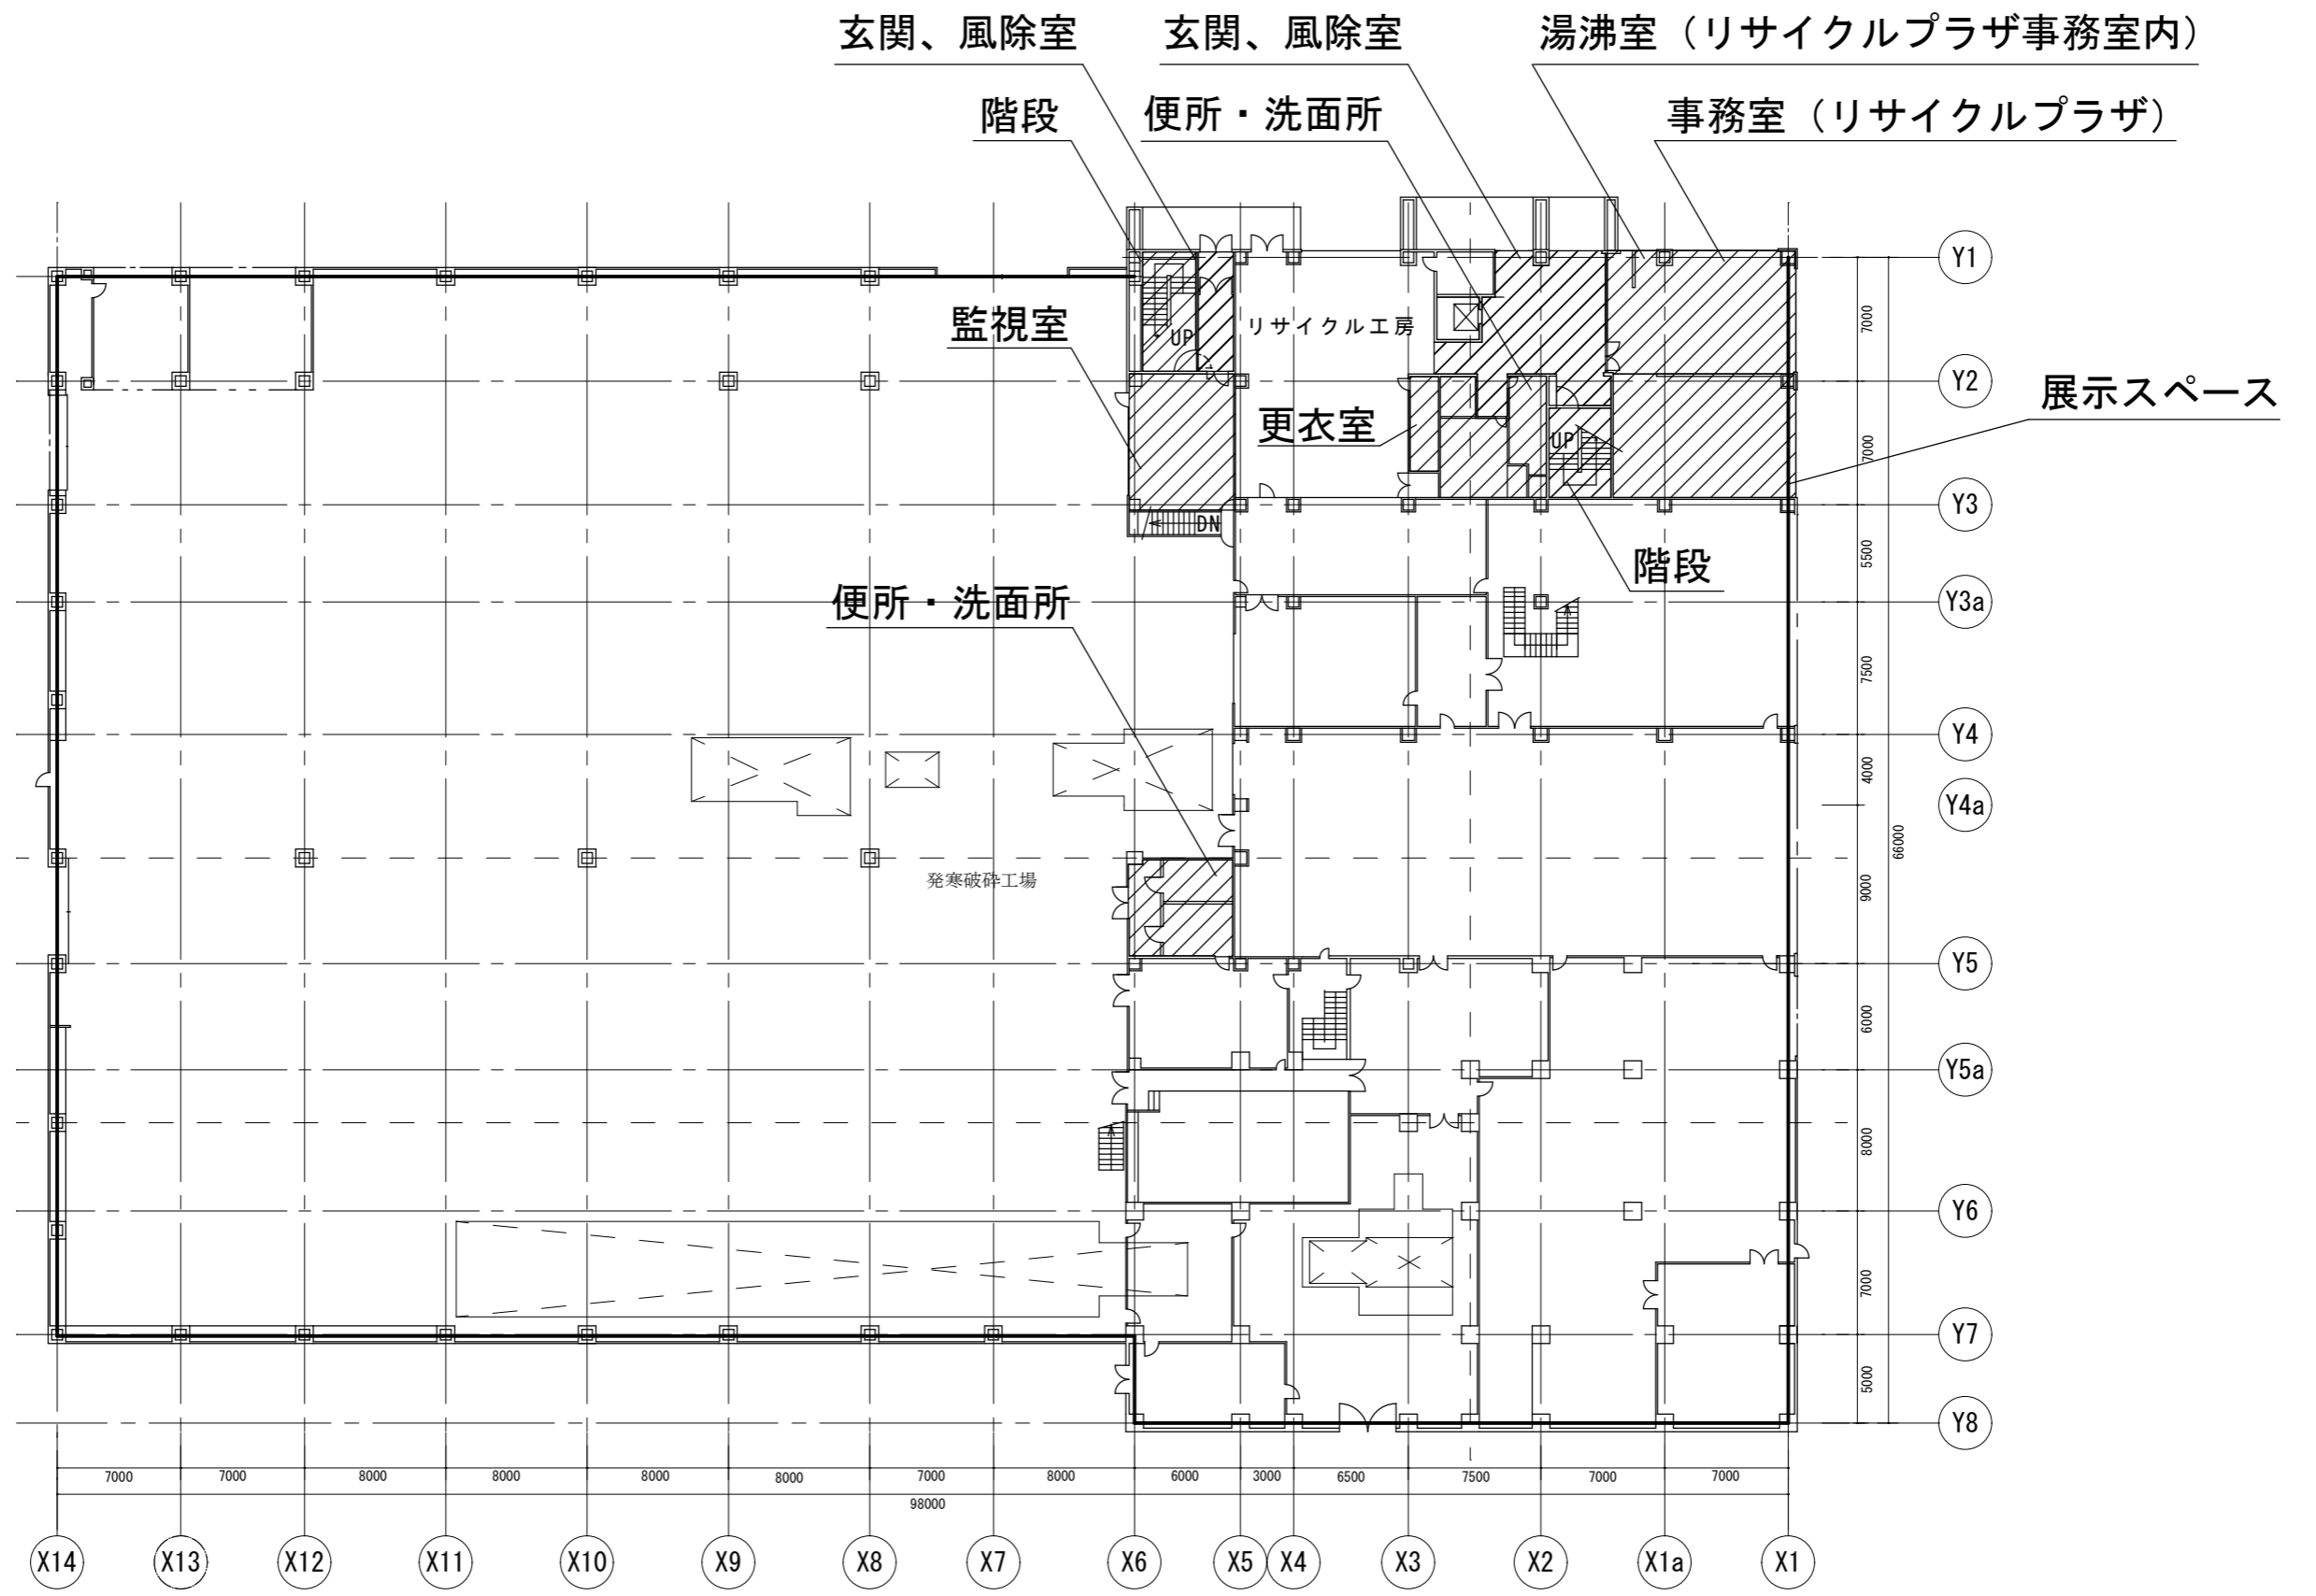 玄関、風除室
玄関、風除室
湯沸室（リサイクルプラザ事務室内）
階段
便所・洗面所
事務室（リサイクルプラザ）
Y1
監視室
UP
リサイクル工房
7000
Y2
展示スペース
更衣室
UP
7000
Y3
DN
階段
5500
便所・洗面所
Y3a
7500
Y4
4000
Y4a
66000
発寒破砕工場
9000
Y5
6000
Y5a
8000
Y6
7000
Y7
5000
Y8
7000 7000 8000 8000 8000 8000 7000 8000 6000 3000 6500 7500 7000 7000
98000
X14 X13 X12 X11 X10 X9 X8 X7 X6 X5 X4 X3 X2 X1a X1